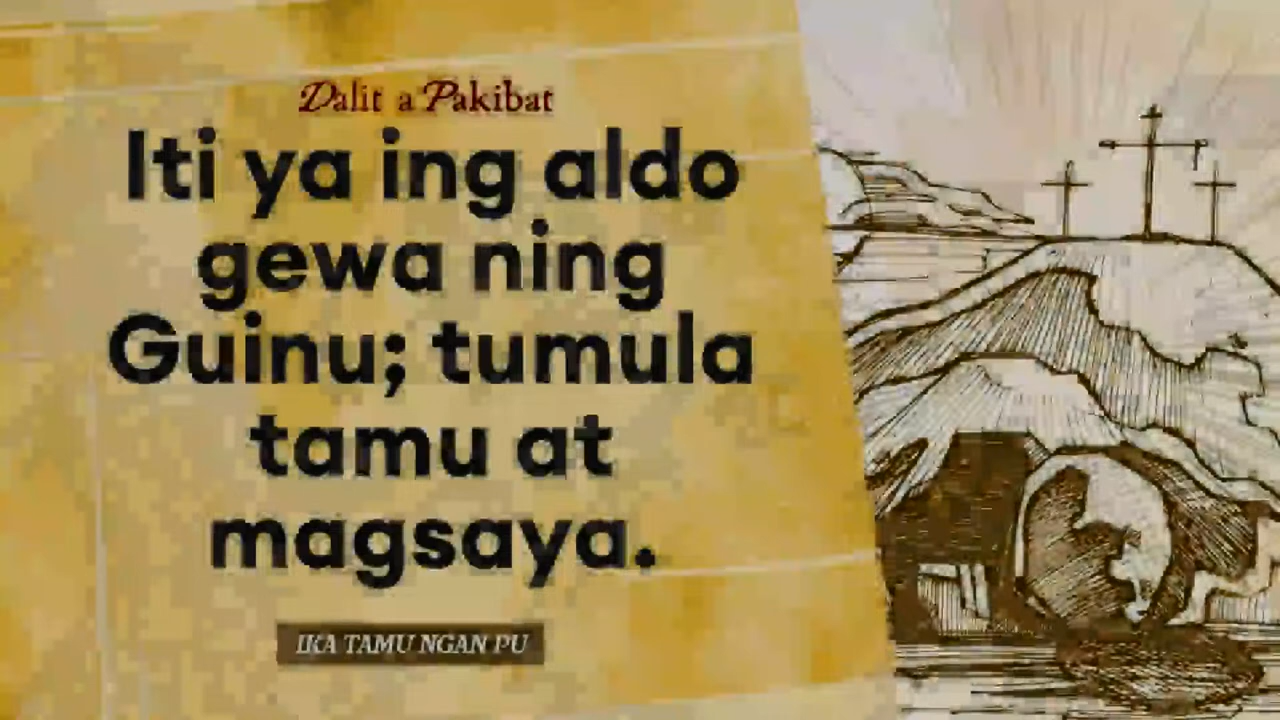 Dalit a Pakibat
Iti ya ing aldo
gewa ning
Guinu; tumula
tamu at
magsaya.
IKA TAMU NGAN PU